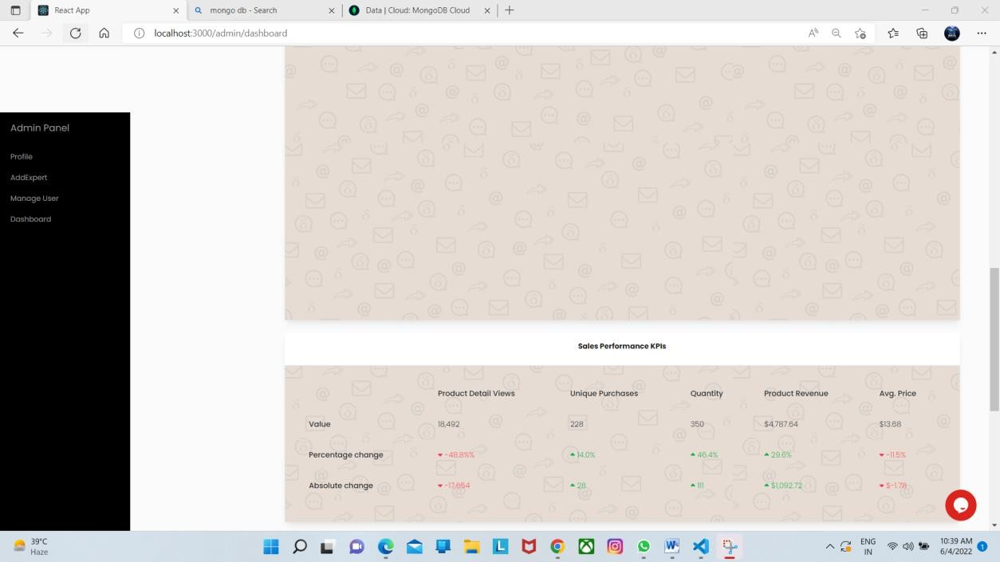 React App
mongo db - Search
Data | Cloud: MongoDB Cloud
localhost:3000/admin/dashboard
Admin Panel
Profile
AddExpert
Manage User
Dashboard
Sales Performance KPIs
Product Detail Views Unique Purchases Quantity Product Revenue Avg. Price
Value 18,492 228 350 $4,787.64 $13.68
Percentage change -48.8%% 14.0% 46.4% 29.6% -11.5%
Absolute change -17,654 28 111 $1,092.72 $-1.78
39°C
Haze
ENG
IN
10:39 AM
6/4/2022
1